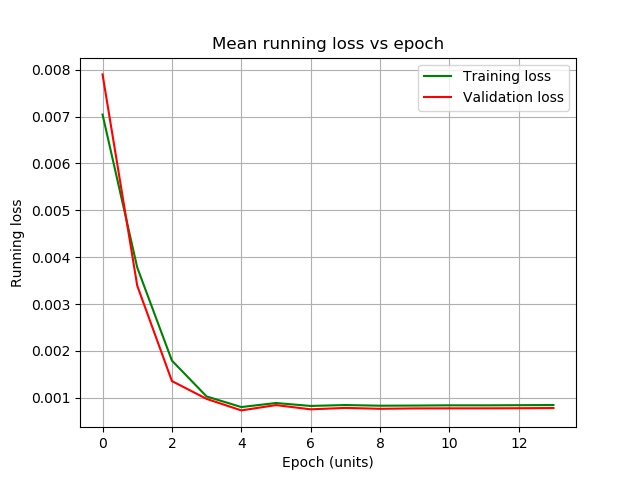 Mean running loss vs epoch
Training loss
Validation loss
0.008
0.007
0.006
0.005
0.004
0.003
0.002
0.001
Running loss
0 2 4 6 8 10 12
Epoch (units)